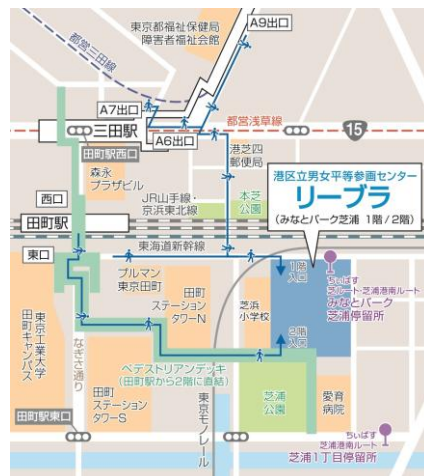 A9出口
東京都福祉保健局
障害者福祉会館
都営三田線
A7出口
都営浅草線
15
三田駅
A6出口
田町駅西口
港芝四
郵便局
森永
プラザビル
港区立男女平等参画センター
リーブラ
(みなとパーク芝浦 1階/2階)
西口
JR山手線・
京浜東北線
本芝
公園
田町駅
東海道新幹線
東口
1階
入口
ちぃばす
芝ルート・芝浦港南ルート
みなとパーク
芝浦停留所
プルマン
東京田町
田町
ステーション
タワーN
芝浜
小学校
2階
入口
東京工業大学
田町キャンパス
なぎさ通り
ペデストリアンデッキ
(田町駅から2階に直結)
田町
ステーション
タワーS
東京モノレール
芝浦
公園
愛育
病院
田町駅東口
ちぃばす
芝浦港南ルート
芝浦1丁目停留所